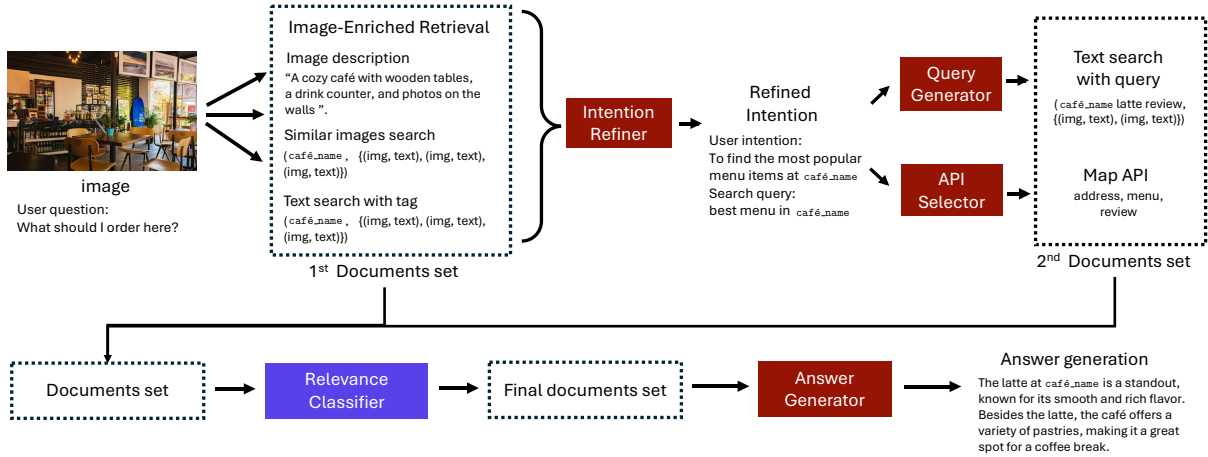 image
User question:
What should I order here?
Image-Enriched Retrieval
Image description
“A cozy café with wooden tables,
a drink counter, and photos on the
walls ”.
Similar images search
(café_name , {(img, text), (img, text),
(img, text)})
Text search with tag
(café_name, {(img, text), (img, text),
(img, text)})
1st Documents set
Intention
Refiner
Refined
Intention
User intention:
To find the most popular
menu items at café_name
Search query:
best menu in café_name
Query
Generator
API
Selector
Text search
with query
(café_name latte review,
{(img, text), (img, text)})
Map API
address, menu,
review
2nd Documents set
Documents set
Relevance
Classifier
Final documents set
Answer
Generator
Answer generation
The latte at café_name is a standout,
known for its smooth and rich flavor.
Besides the latte, the café offers a
variety of pastries, making it a great
spot for a coffee break.